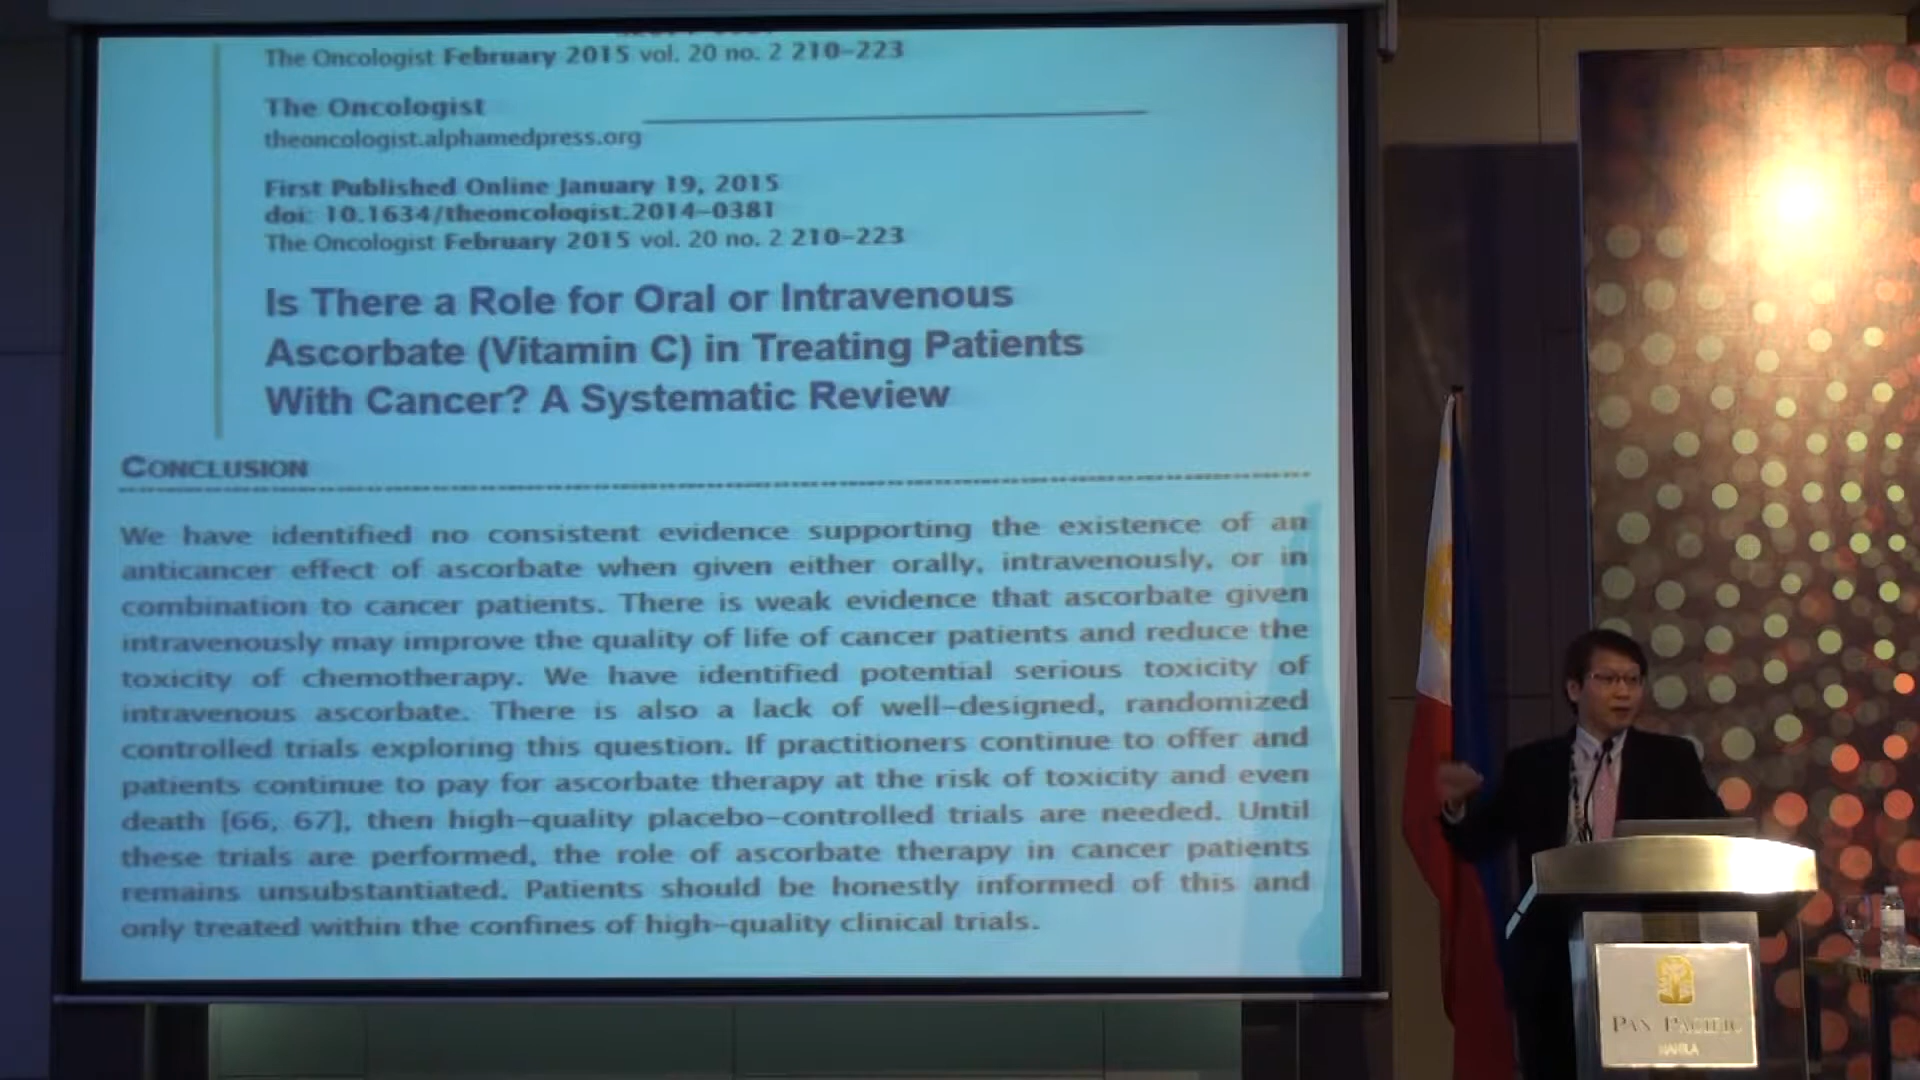 The Oncologist February 2015 vol. 20 no. 2 210–223
The Oncologist
theoncologist.alphamedpress.org
First Published Online January 19, 2015
doi: 10.1634/theoncologist.2014–0381
The Oncologist February 2015 vol. 20 no. 2 210–223
Is There a Role for Oral or Intravenous
Ascorbate (Vitamin C) in Treating Patients
With Cancer? A Systematic Review
CONCLUSION
We have identified no consistent evidence supporting the existence of an
anticancer effect of ascorbate when given either orally, intravenously, or in
combination to cancer patients. There is weak evidence that ascorbate given
intravenously may improve the quality of life of cancer patients and reduce the
toxicity of chemotherapy. We have identified potential serious toxicity of
intravenous ascorbate. There is also a lack of well–designed, randomized
controlled trials exploring this question. If practitioners continue to offer and
patients continue to pay for ascorbate therapy at the risk of toxicity and even
death [66, 67], then high–quality placebo–controlled trials are needed. Until
these trials are performed, the role of ascorbate therapy in cancer patients
remains unsubstantiated. Patients should be honestly informed of this and
only treated within the confines of high–quality clinical trials.
PAN PACIFIC
MANILA